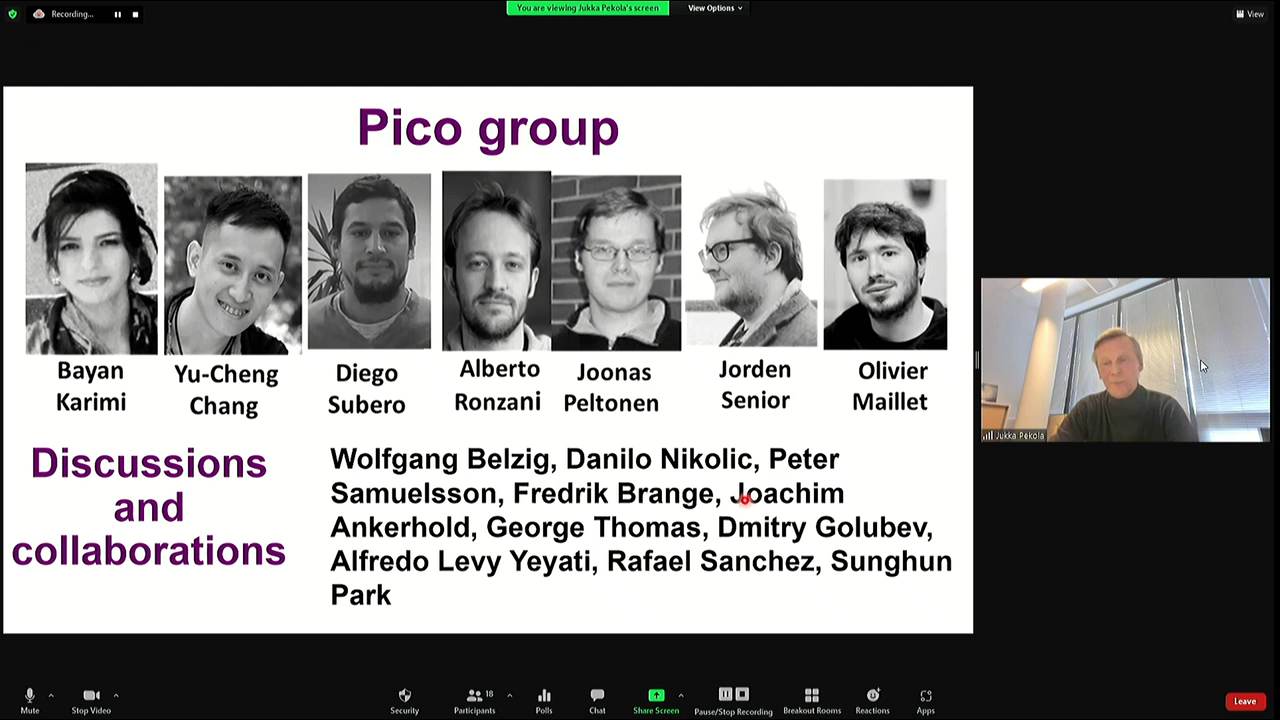 Recording...
You are viewing Jukka Pekola's screen
View Options
View
Pico group
Bayan
Karimi
Yu-Cheng
Chang
Diego
Subero
Alberto
Ronzani
Joonas
Peltonen
Jorden
Senior
Olivier
Maillet
Discussions
and
collaborations
Wolfgang Belzig, Danilo Nikolic, Peter
Samuelsson, Fredrik Brange, Joachim
Ankerhold, George Thomas, Dmitry Golubev,
Alfredo Levy Yeyati, Rafael Sanchez, Sunghun
Park
Jukka Pekola
Mute
Stop Video
Security
18
Participants
Polls
Chat
Share Screen
Pause/Stop Recording
Breakout Rooms
Reactions
Apps
Leave